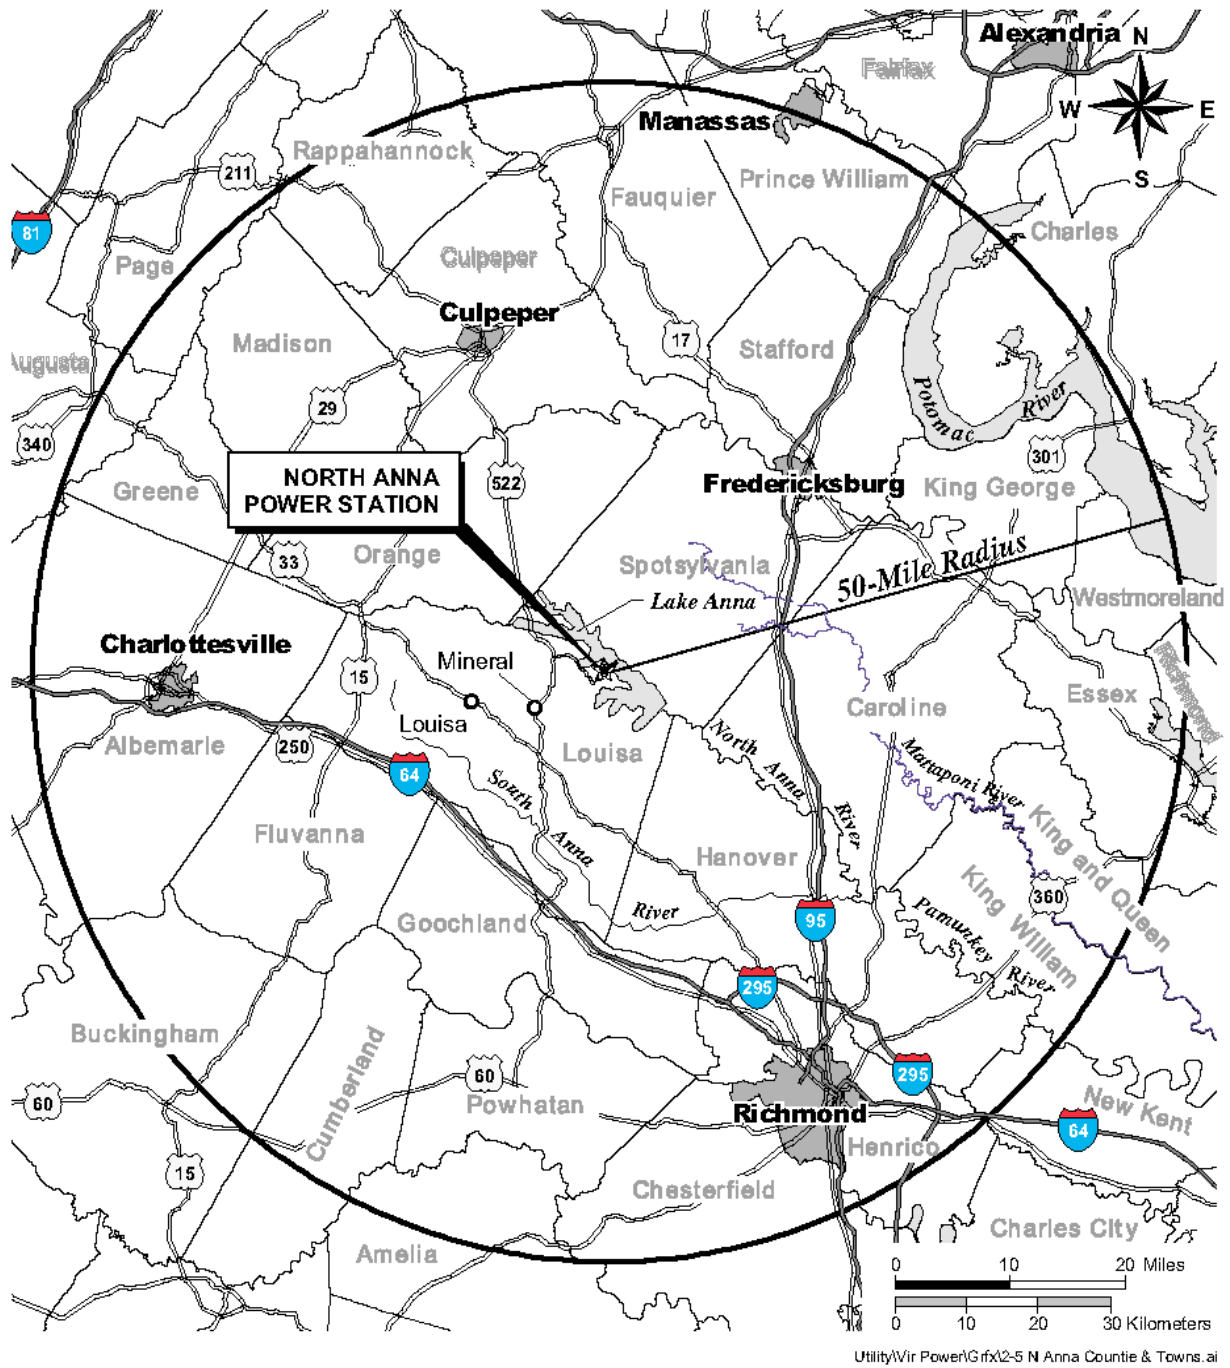 Alexandria
N
Fairfax
W
E
Manassas
S
Rappahannock
211
Fauquier
Prince William
81
Page
Culpeper
Charles
Culpeper
Madison
17
Stafford
Augusta
29
Potomac
River
340
301
NORTH ANNA
POWER STATION
522
Fredericksburg
King George
Greene
33
Orange
Spotsylvania
50-Mile Radius
Lake Anna
Westmoreland
Charlottesville
Mineral
15
Richmond
Essex
Louisa
Caroline
Albemarle
250
Louisa
North
Anna
River
Mattaponi River
64
South
Anna
River
Fluvanna
Hanover
King and Queen
King William
360
Goochland
95
Pamunkey
River
295
Buckingham
Cumberland
60
60
295
Powhatan
Richmond
New Kent
64
Henrico
15
Chesterfield
Charles City
Amelia
0 10 20 Miles
0 10 20 30 Kilometers
Utility\Vir Power\Grfx\2-5 N Anna Countie & Towns.ai